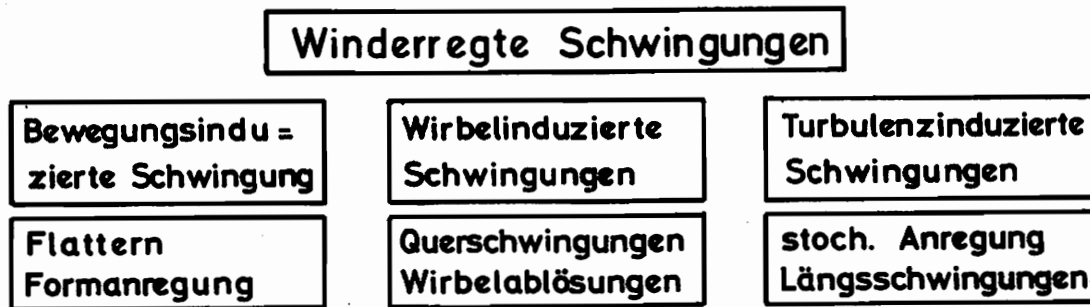 Winderregte Schwingungen
Bewegungsindu=
zierte Schwingung
Wirbelinduzierte
Schwingungen
Turbulenzinduzierte
Schwingungen
Flattern
Formanregung
Querschwingungen
Wirbelablösungen
stoch. Anregung
Längsschwingungen